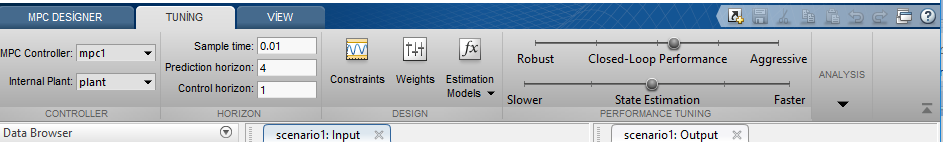 MPC DESIGNER TUNING VIEW
MPC Controller: mpc1
Internal Plant: plant
CONTROLLER
Sample time: 0.01
Prediction horizon: 4
Control horizon: 1
HORIZON
Constraints Weights Estimation
Models
DESIGN
Robust Closed-Loop Performance Aggressive
Slower State Estimation Faster
PERFORMANCE TUNING
ANALYSIS
Data Browser scenario1: Input scenario1: Output